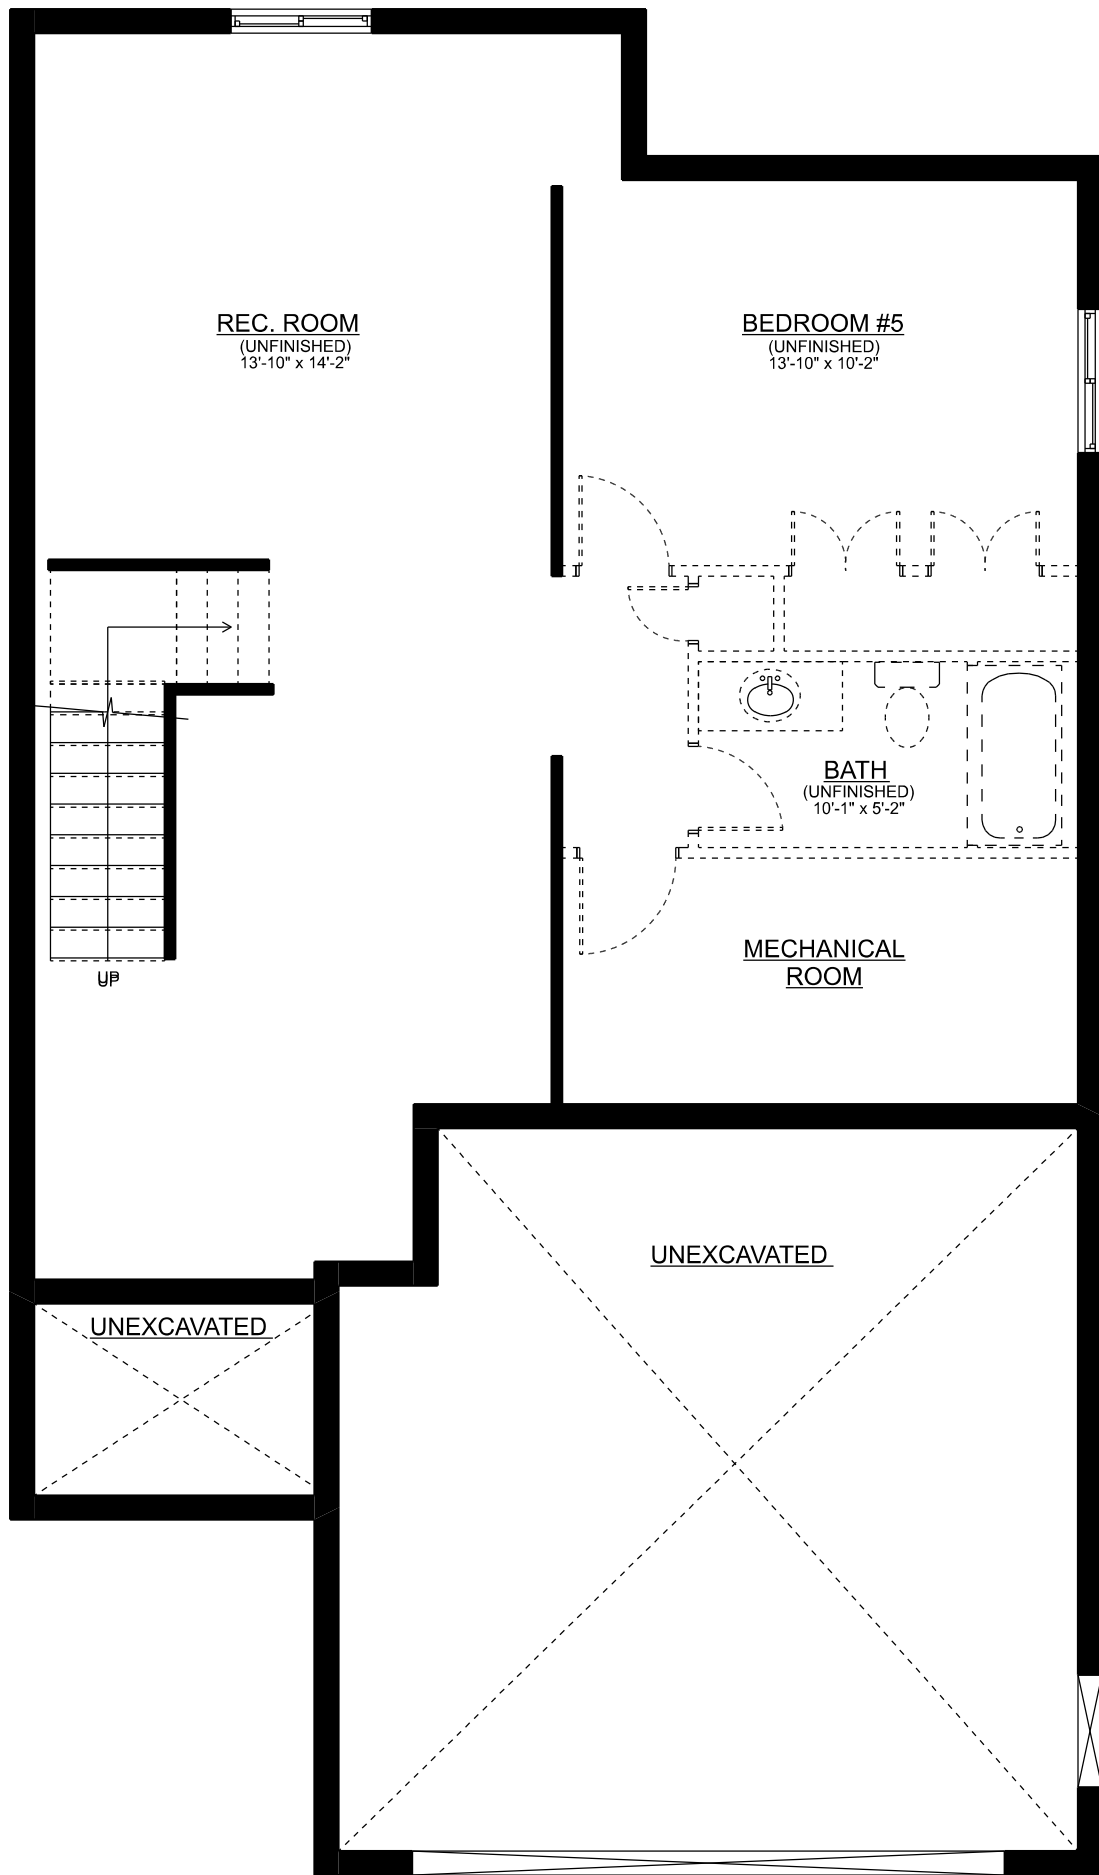 REC. ROOM
(UNFINISHED)
13'-10" x 14'-2"
BEDROOM #5
(UNFINISHED)
13'-10" x 10'-2"
BATH
(UNFINISHED)
10'-1" x 5'-2"
MECHANICAL
ROOM
UP
UNEXCAVATED
UNEXCAVATED